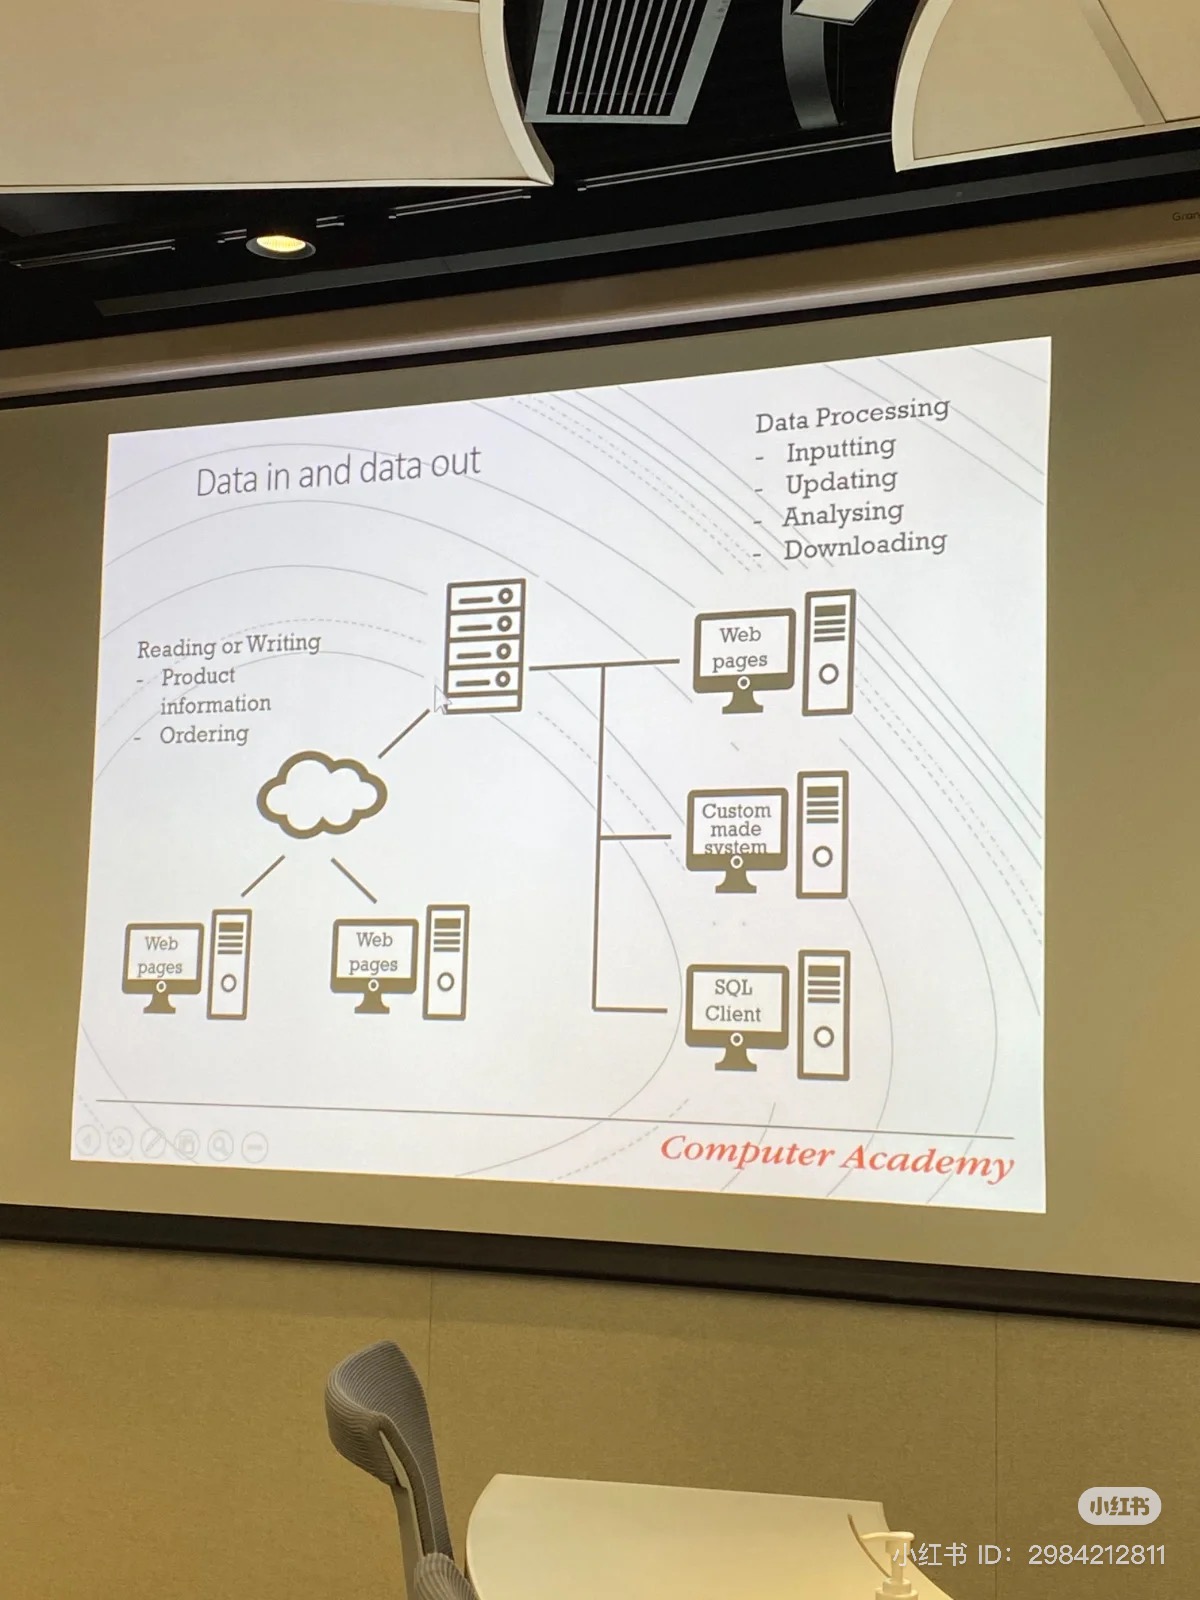 Gran
Data in and data out
Data Processing
- Inputting
- Updating
- Analysing
- Downloading
Reading or Writing
- Product
information
- Ordering
Web
pages
Custom
made
system
SQL
Client
Web
pages
Web
pages
Computer Academy
小红书
小红书 ID: 2984212811